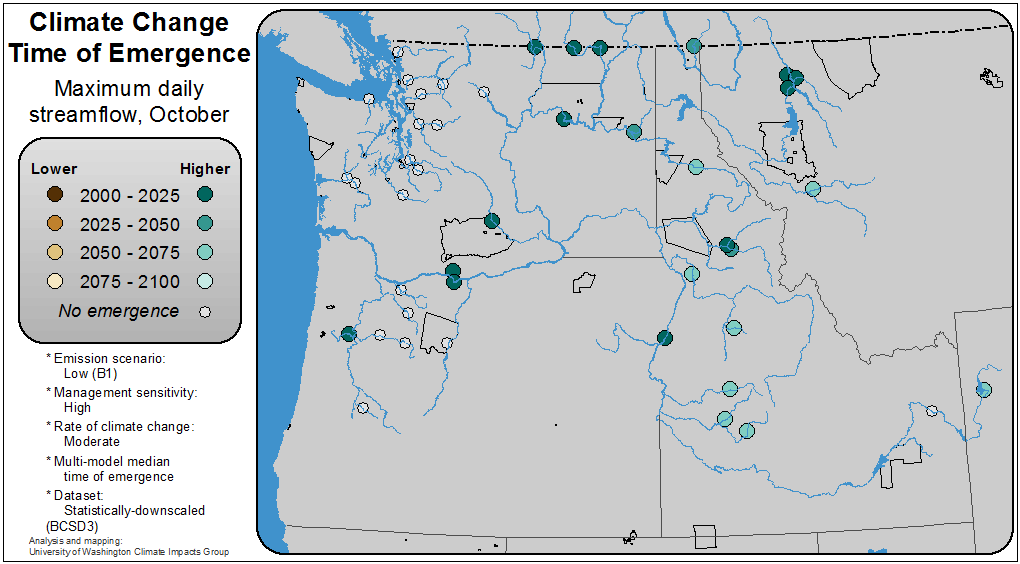 Climate Change
Time of Emergence
Maximum daily
streamflow, October
Lower Higher
2000 - 2025
2025 - 2050
2050 - 2075
2075 - 2100
No emergence
* Emission scenario:
Low (B1)
* Management sensitivity:
High
* Rate of climate change:
Moderate
* Multi-model median
time of emergence
* Dataset:
Statistically-downscaled
(BCSD3)
Analysis and mapping:
University of Washington Climate Impacts Group